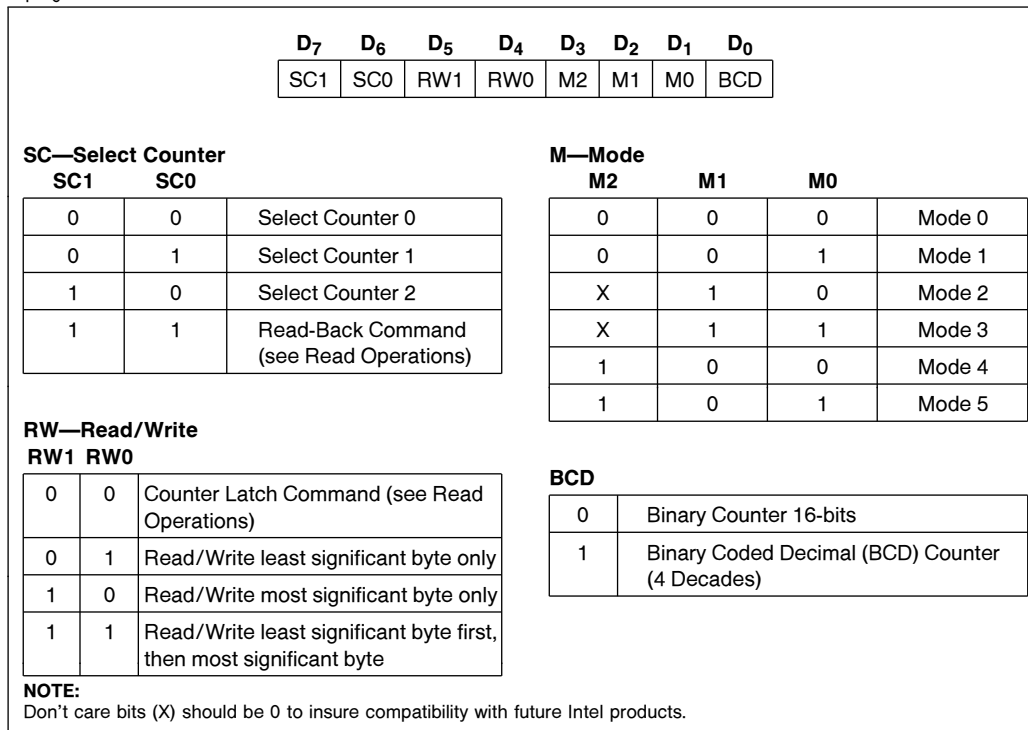 D7 D6 D5 D4 D3 D2 D1 D0
SC1 SC0 RW1 RW0 M2 M1 M0 BCD
SC—Select Counter
SC1 SC0
0 0 Select Counter 0
0 1 Select Counter 1
1 0 Select Counter 2
1 1 Read-Back Command
(see Read Operations)
RW—Read/Write
RW1 RW0
0 0 Counter Latch Command (see Read
Operations)
0 1 Read/Write least significant byte only
1 0 Read/Write most significant byte only
1 1 Read/Write least significant byte first,
then most significant byte
M—Mode
M2 M1 M0
0 0 0 Mode 0
0 0 1 Mode 1
X 1 0 Mode 2
X 1 1 Mode 3
1 0 0 Mode 4
1 0 1 Mode 5
BCD
0 Binary Counter 16-bits
1 Binary Coded Decimal (BCD) Counter
(4 Decades)
NOTE:
Don't care bits (X) should be 0 to insure compatibility with future Intel products.